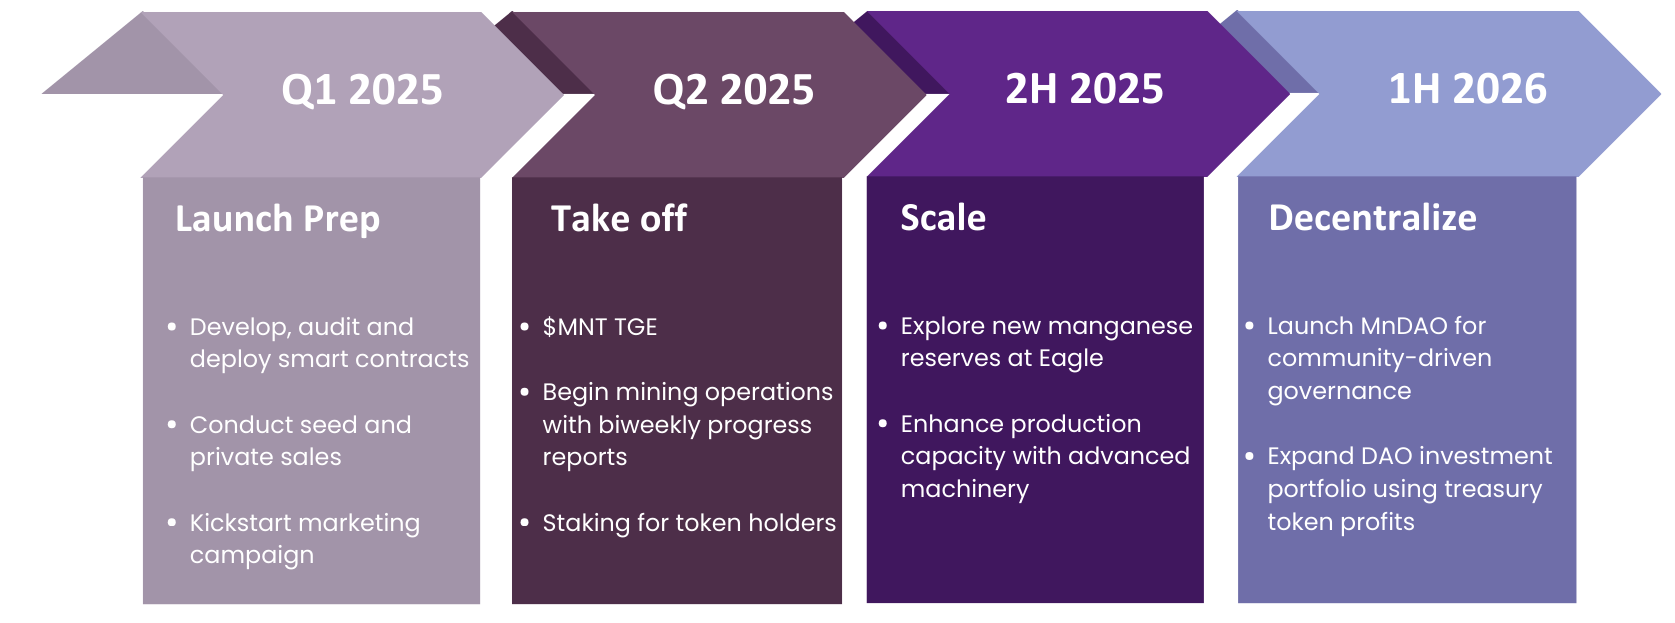 Q1 2025
Launch Prep
• Develop, audit and
deploy smart contracts
• Conduct seed and
private sales
• Kickstart marketing
campaign
Q2 2025
Take off
• $MNT TGE
• Begin mining operations
with biweekly progress
reports
• Staking for token holders
2H 2025
Scale
• Explore new manganese
reserves at Eagle
• Enhance production
capacity with advanced
machinery
1H 2026
Decentralize
• Launch MnDAO for
community-driven
governance
• Expand DAO investment
portfolio using treasury
token profits